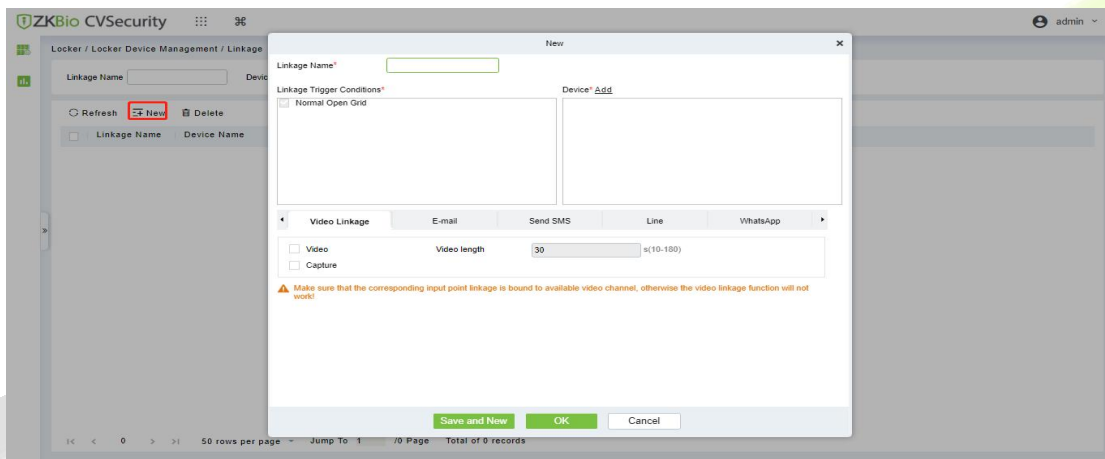 ZKBio CVSecurity
admin
Locker / Locker Device Management / Linkage
Linkage Name
Devic
Refresh New Delete
Linkage Name Device Name
New
Linkage Name*
Linkage Trigger Conditions*
Device* Add
Normal Open Grid
Video Linkage E-mail Send SMS Line WhatsApp
Video Video length 30 s(10-180)
Capture
Make sure that the corresponding input point linkage is bound to available video channel, otherwise the video linkage function will not
work!
Save and New OK Cancel
0 50 rows per page Jump To 1 /0 Page Total of 0 records